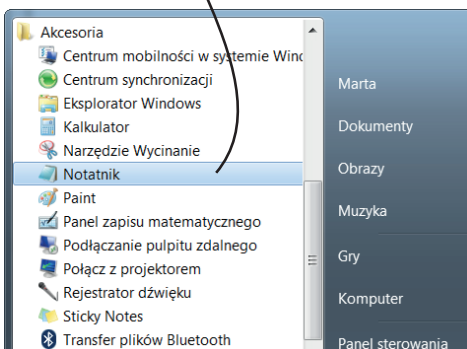 Akcesoria
Centrum mobilności w systemie Winc
Centrum synchronizacji
Eksplorator Windows
Kalkulator
Narzędzie Wycinanie
Notatnik
Paint
Panel zapisu matematycznego
Podłączanie pulpitu zdalnego
Połącz z projektorem
Rejestrator dźwięku
Sticky Notes
Transfer plików Bluetooth
Marta
Dokumenty
Obrazy
Muzyka
Gry
Komputer
Panel sterowania